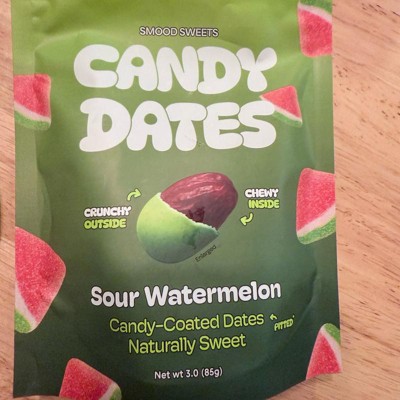 SMOOD SWEETS
CANDY
DATES
CRUNCHY
OUTSIDE
CHEWY
INSIDE
Enlarged
Sour Watermelon
Candy-Coated Dates
PITTED
Naturally Sweet
Net wt 3.0 (85g)